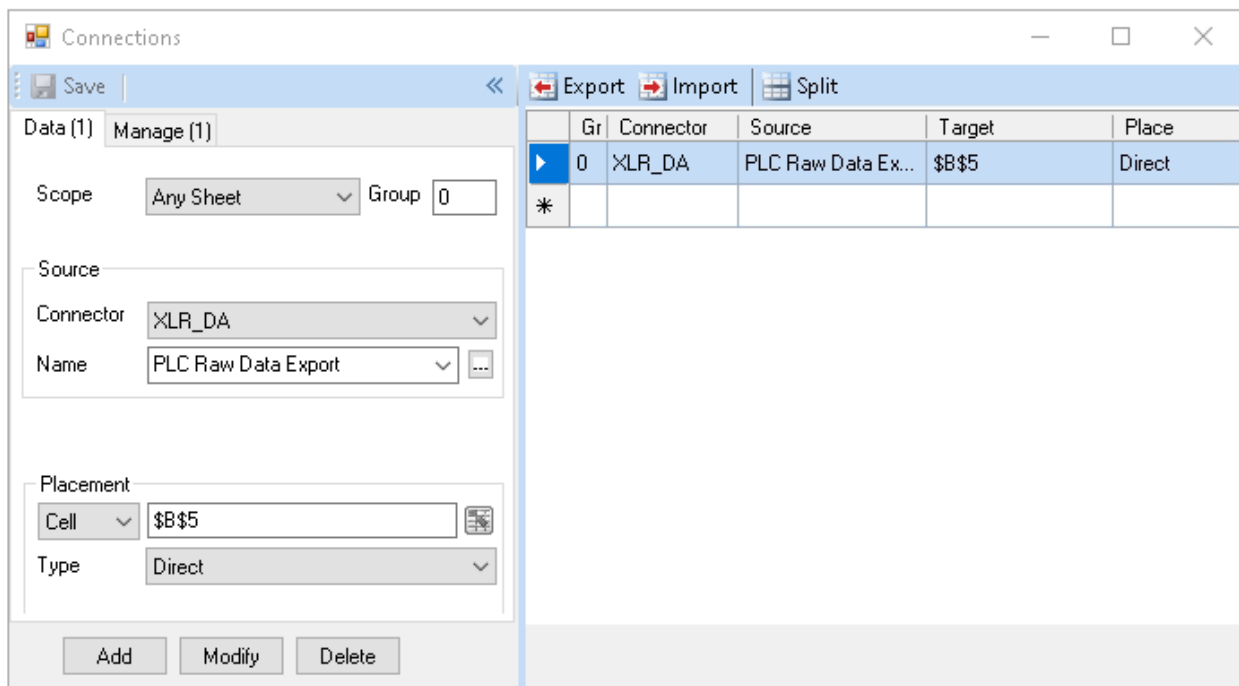 Connections
Save
Export Import Split
Data (1) Manage (1)
Gr Connector Source Target Place
0 XLR_DA PLC Raw Data Ex... $B$5 Direct
Scope Any Sheet Group 0
Source
Connector XLR_DA
Name PLC Raw Data Export ...
Placement
Cell $B$5
Type Direct
Add Modify Delete